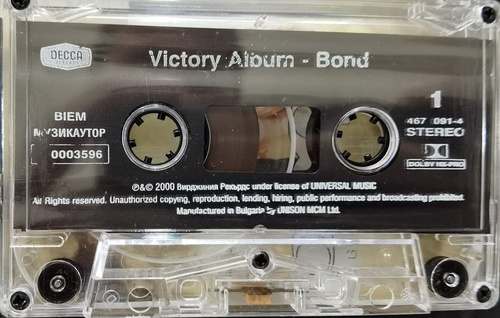 DECCA
Victory Album - Bond
BIEM
МУЗИКАУТОР
0003596
1
467 091-4
STEREO
DOLBY HX-PRO
℗&© 2000 Вирджиния Рекърдс under license of UNIVERSAL MUSIC
All rights reserved. Unauthorized copying, reproduction, lending, hiring, public performance and broadcasting prohibited.
Manufactured in Bulgaria by UNISON MCM Ltd.